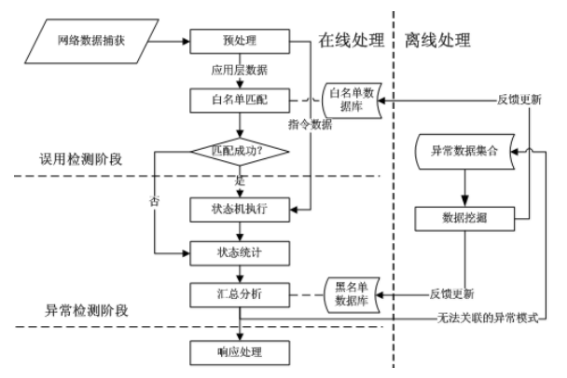 网络数据捕获
预处理
在线处理
离线处理
应用层数据
白名单匹配
白名单数
据库
反馈更新
指令数据
匹配成功?
异常数据集合
误用检测阶段
是
否
状态机执行
数据挖掘
状态统计
汇总分析
黑名单
数据库
反馈更新
异常检测阶段
无法关联的异常模式
响应处理